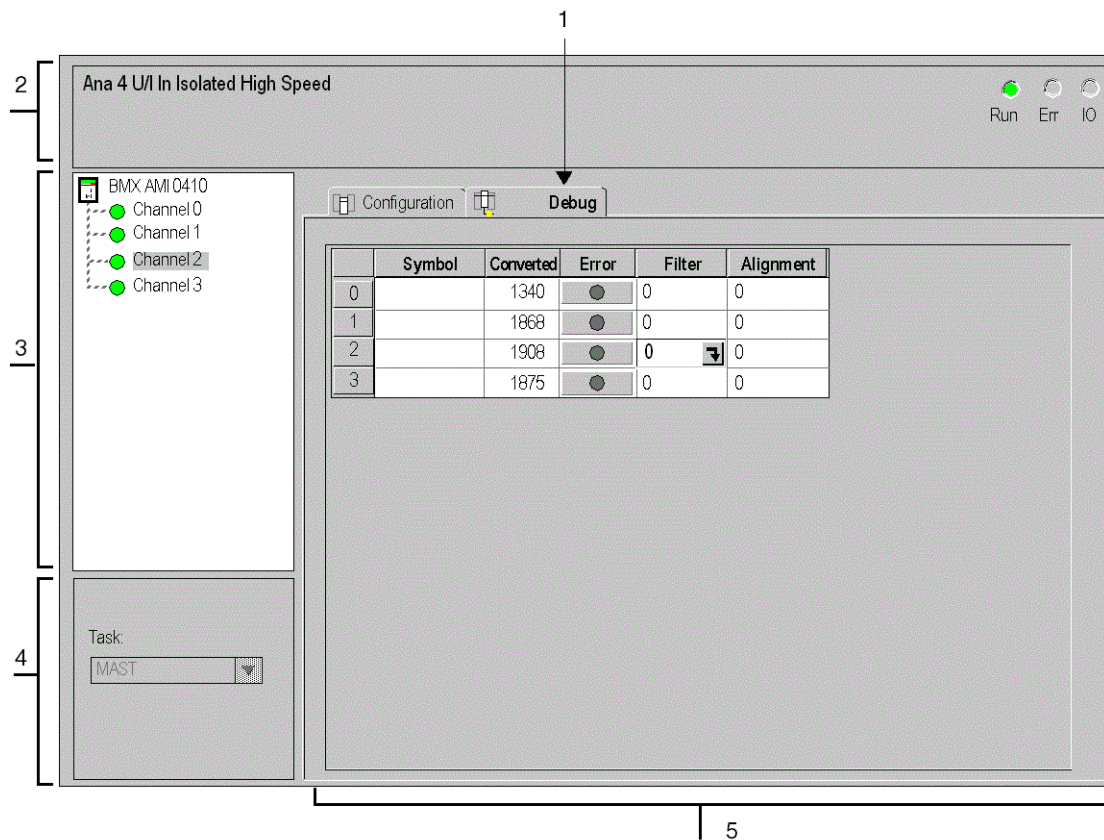 1
2
Ana 4 U/I In Isolated High Speed
Run Err IO
3
BMX AMI 0410
Channel 0
Channel 1
Channel 2
Channel 3
Configuration Debug
Symbol Converted Error Filter Alignment
0 1340 0 0
1 1868 0 0
2 1908 0 0
3 1875 0 0
4
Task:
MAST
5